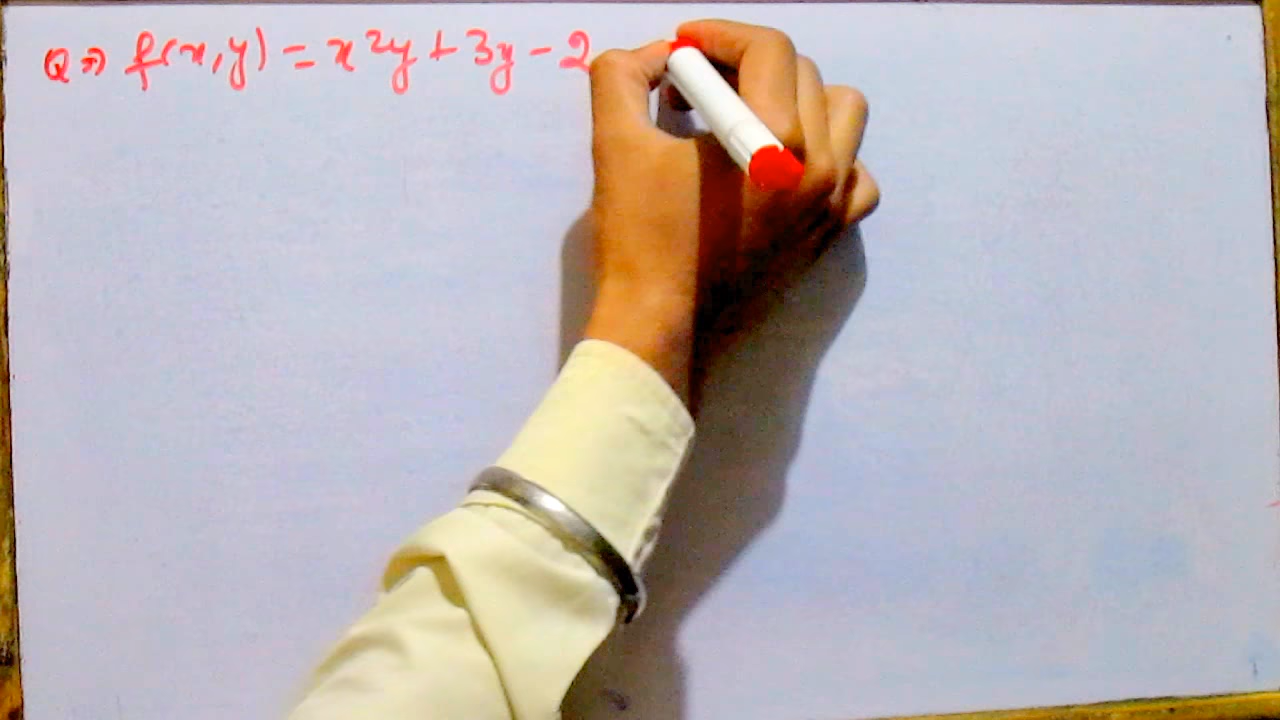 Q⇒ f(x,y) = x²y + 3y - 2